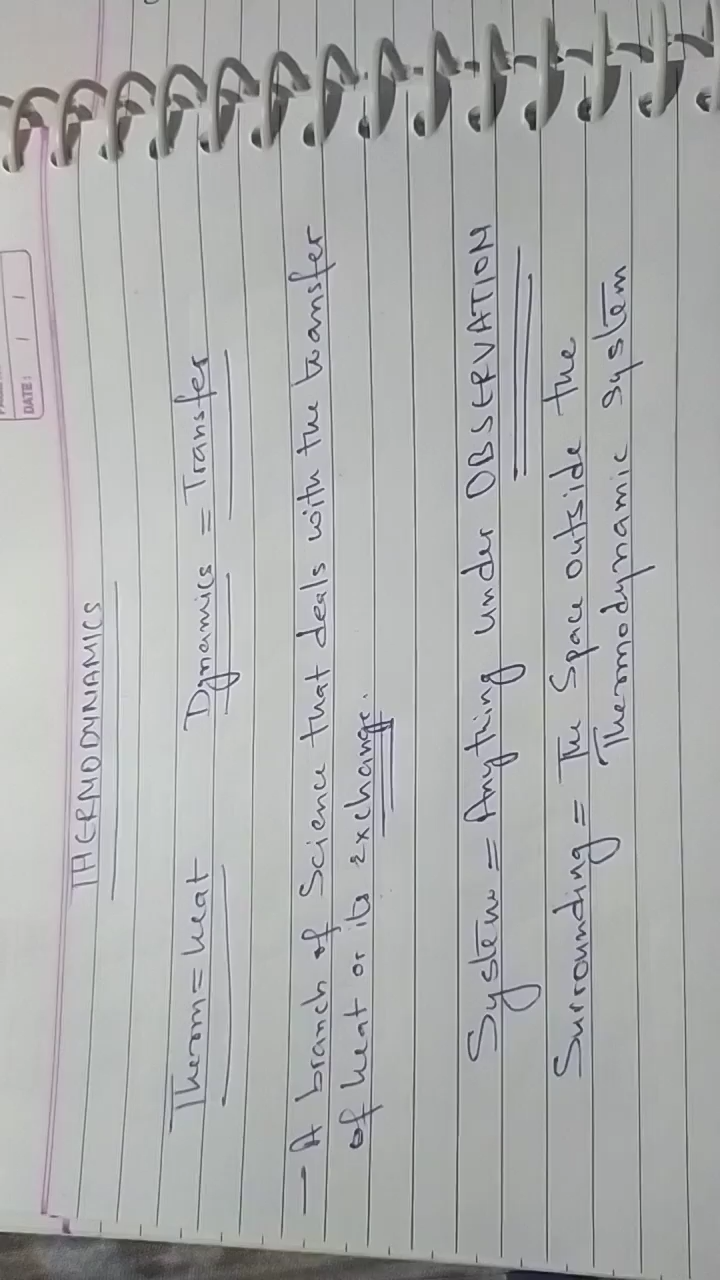 DATE: / /
THERMODYNAMICS
Therm = heat Dynamics = Transfer
— A branch of Science that deals with the transfer
of heat or its exchange.
System = Anything under OBSERVATION
Surrounding = The Space outside the
Thermodynamic System